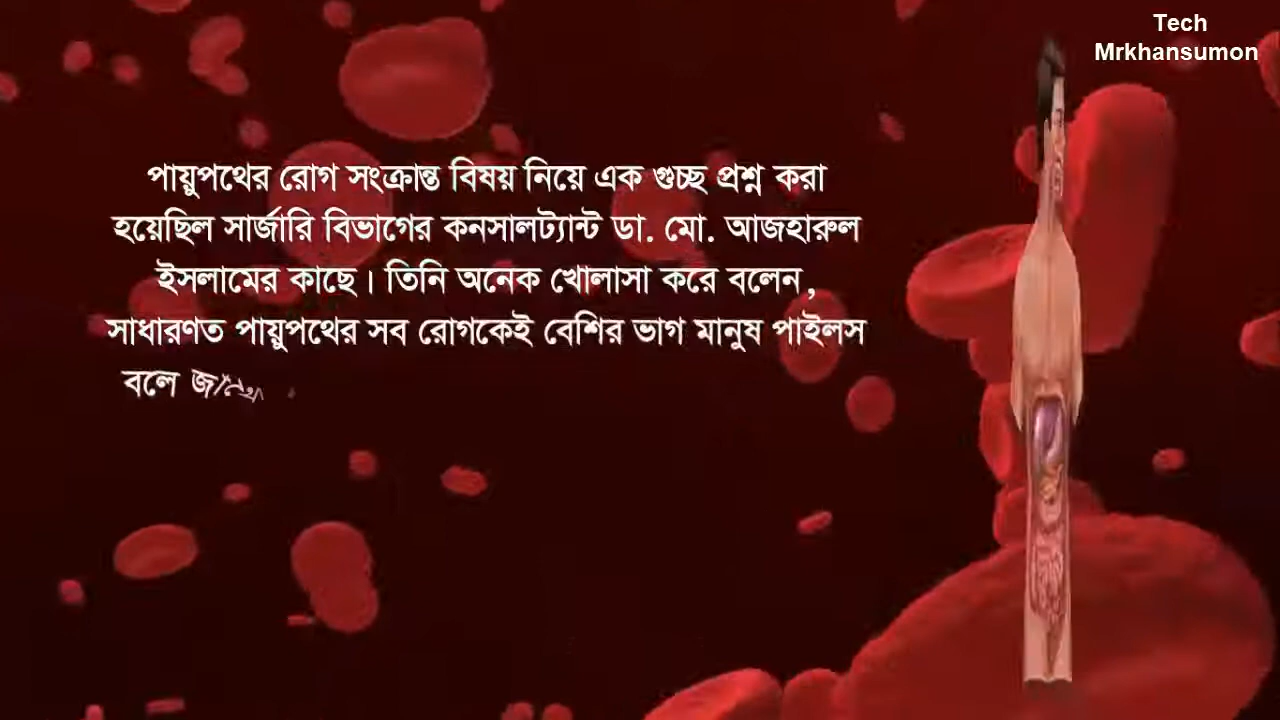 Tech
Mrkhansumon
পায়ুপথের রোগ সংক্রান্ত বিষয় নিয়ে এক গুচ্ছ প্রশ্ন করা
হয়েছিল সার্জারি বিভাগের কনসালট্যান্ট ডা. মো. আজহারুল
ইসলামের কাছে। তিনি অনেক খোলাসা করে বলেন,
সাধারণত পায়ুপথের সব রোগকেই বেশির ভাগ মানুষ পাইলস
বলে